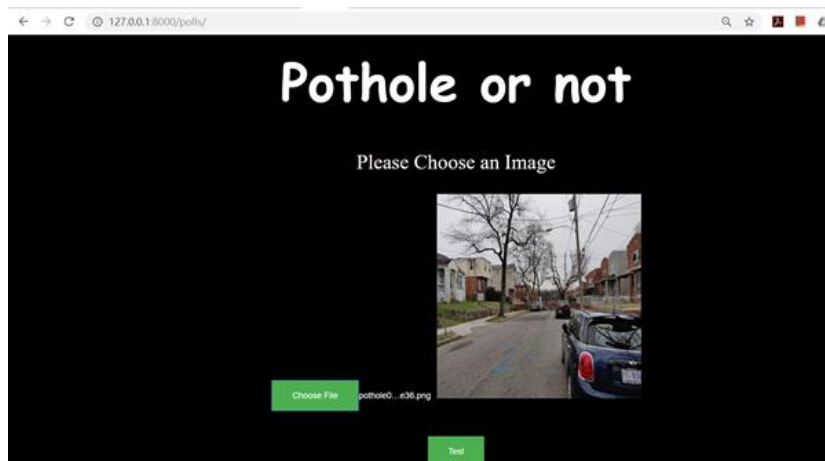 127.0.0.1:8000/polls/
Pothole or not
Please Choose an Image
Choose File pothole0...e36.png
Test